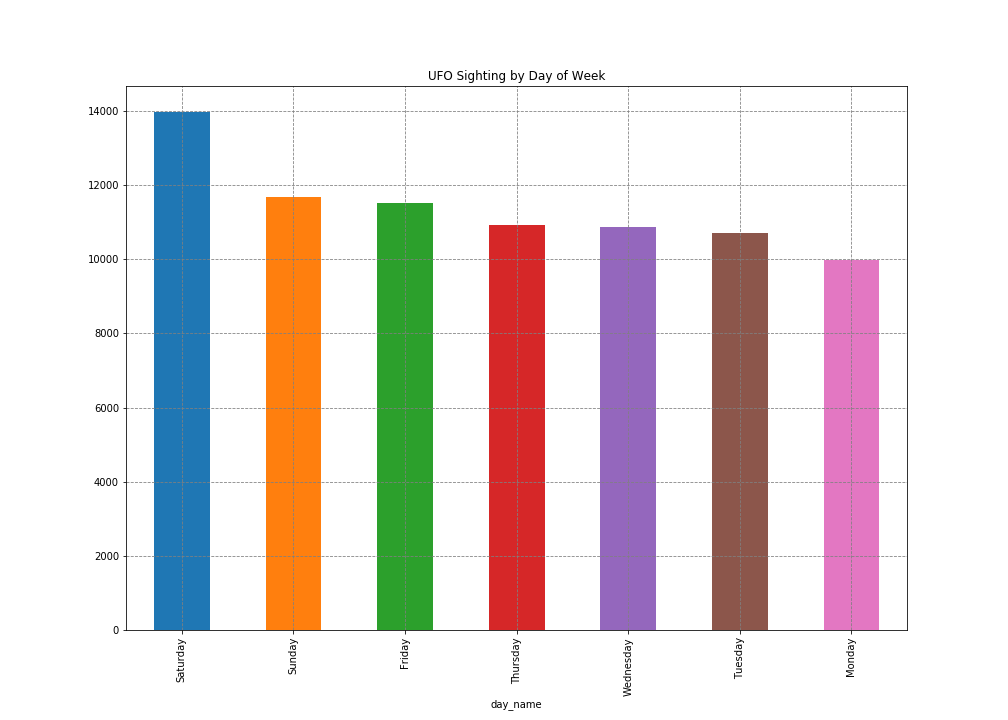 UFO Sighting by Day of Week
14000
12000
10000
8000
6000
4000
2000
0
Saturday
Sunday
Friday
Thursday
Wednesday
Tuesday
Monday
day_name